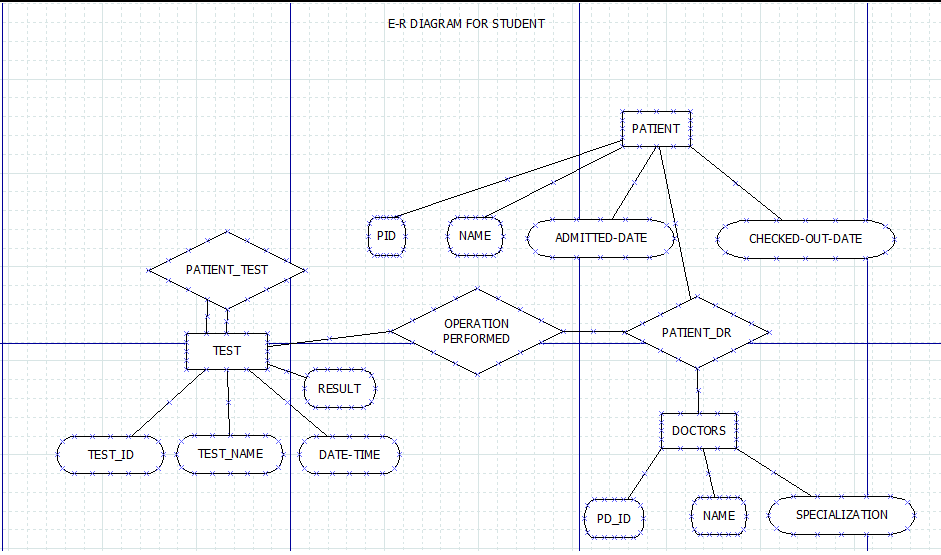 E-R DIAGRAM FOR STUDENT
PATIENT
PID
NAME
ADMITTED-DATE
CHECKED-OUT-DATE
PATIENT_TEST
OPERATION
PERFORMED
PATIENT_DR
TEST
RESULT
DOCTORS
TEST_ID
TEST_NAME
DATE-TIME
PD_ID
NAME
SPECIALIZATION